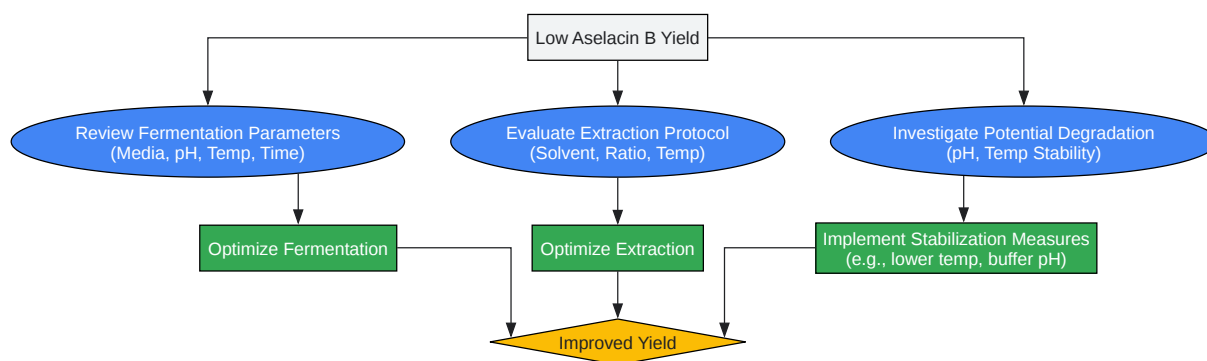 Low Aselacin B Yield
Review Fermentation Parameters
(Media, pH, Temp, Time)
Evaluate Extraction Protocol
(Solvent, Ratio, Temp)
Investigate Potential Degradation
(pH, Temp Stability)
Optimize Fermentation
Optimize Extraction
Implement Stabilization Measures
(e.g., lower temp, buffer pH)
Improved Yield